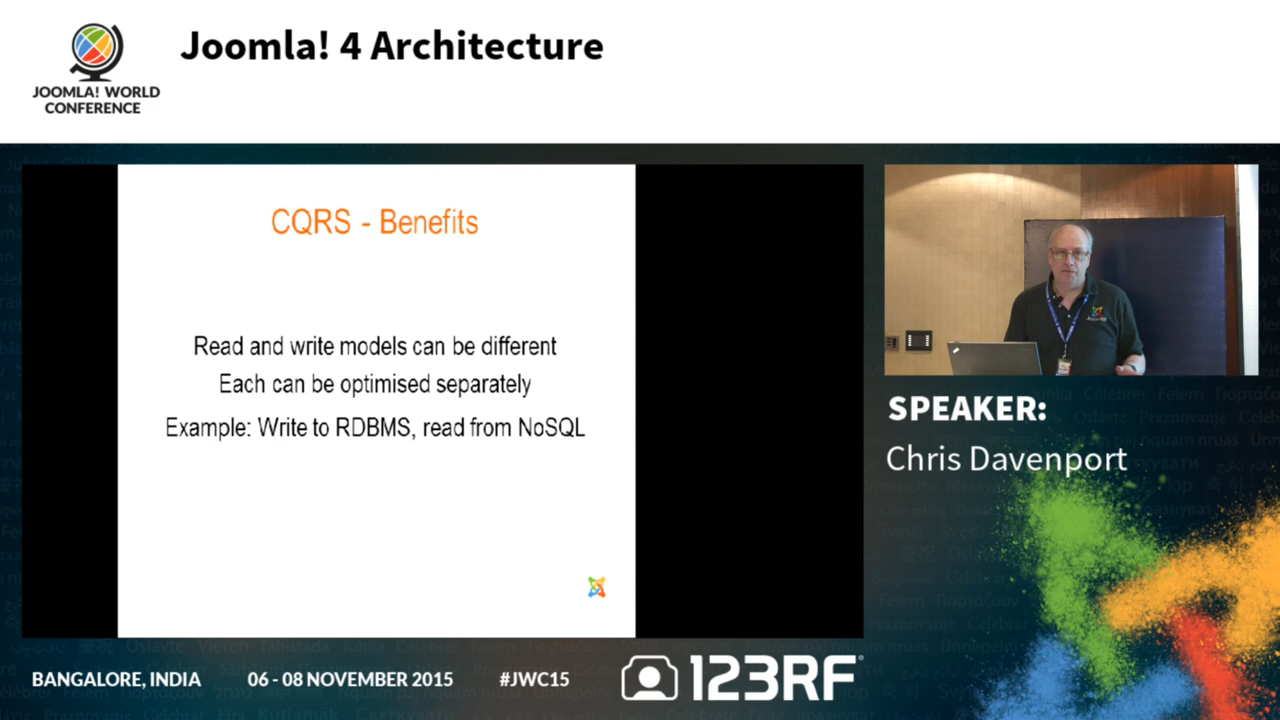 JOOMLA! WORLD
CONFERENCE
Joomla! 4 Architecture
CQRS - Benefits
Read and write models can be different
Each can be optimised separately
Example: Write to RDBMS, read from NoSQL
SPEAKER:
Chris Davenport
BANGALORE, INDIA
06 - 08 NOVEMBER 2015
#JWC15
123RF